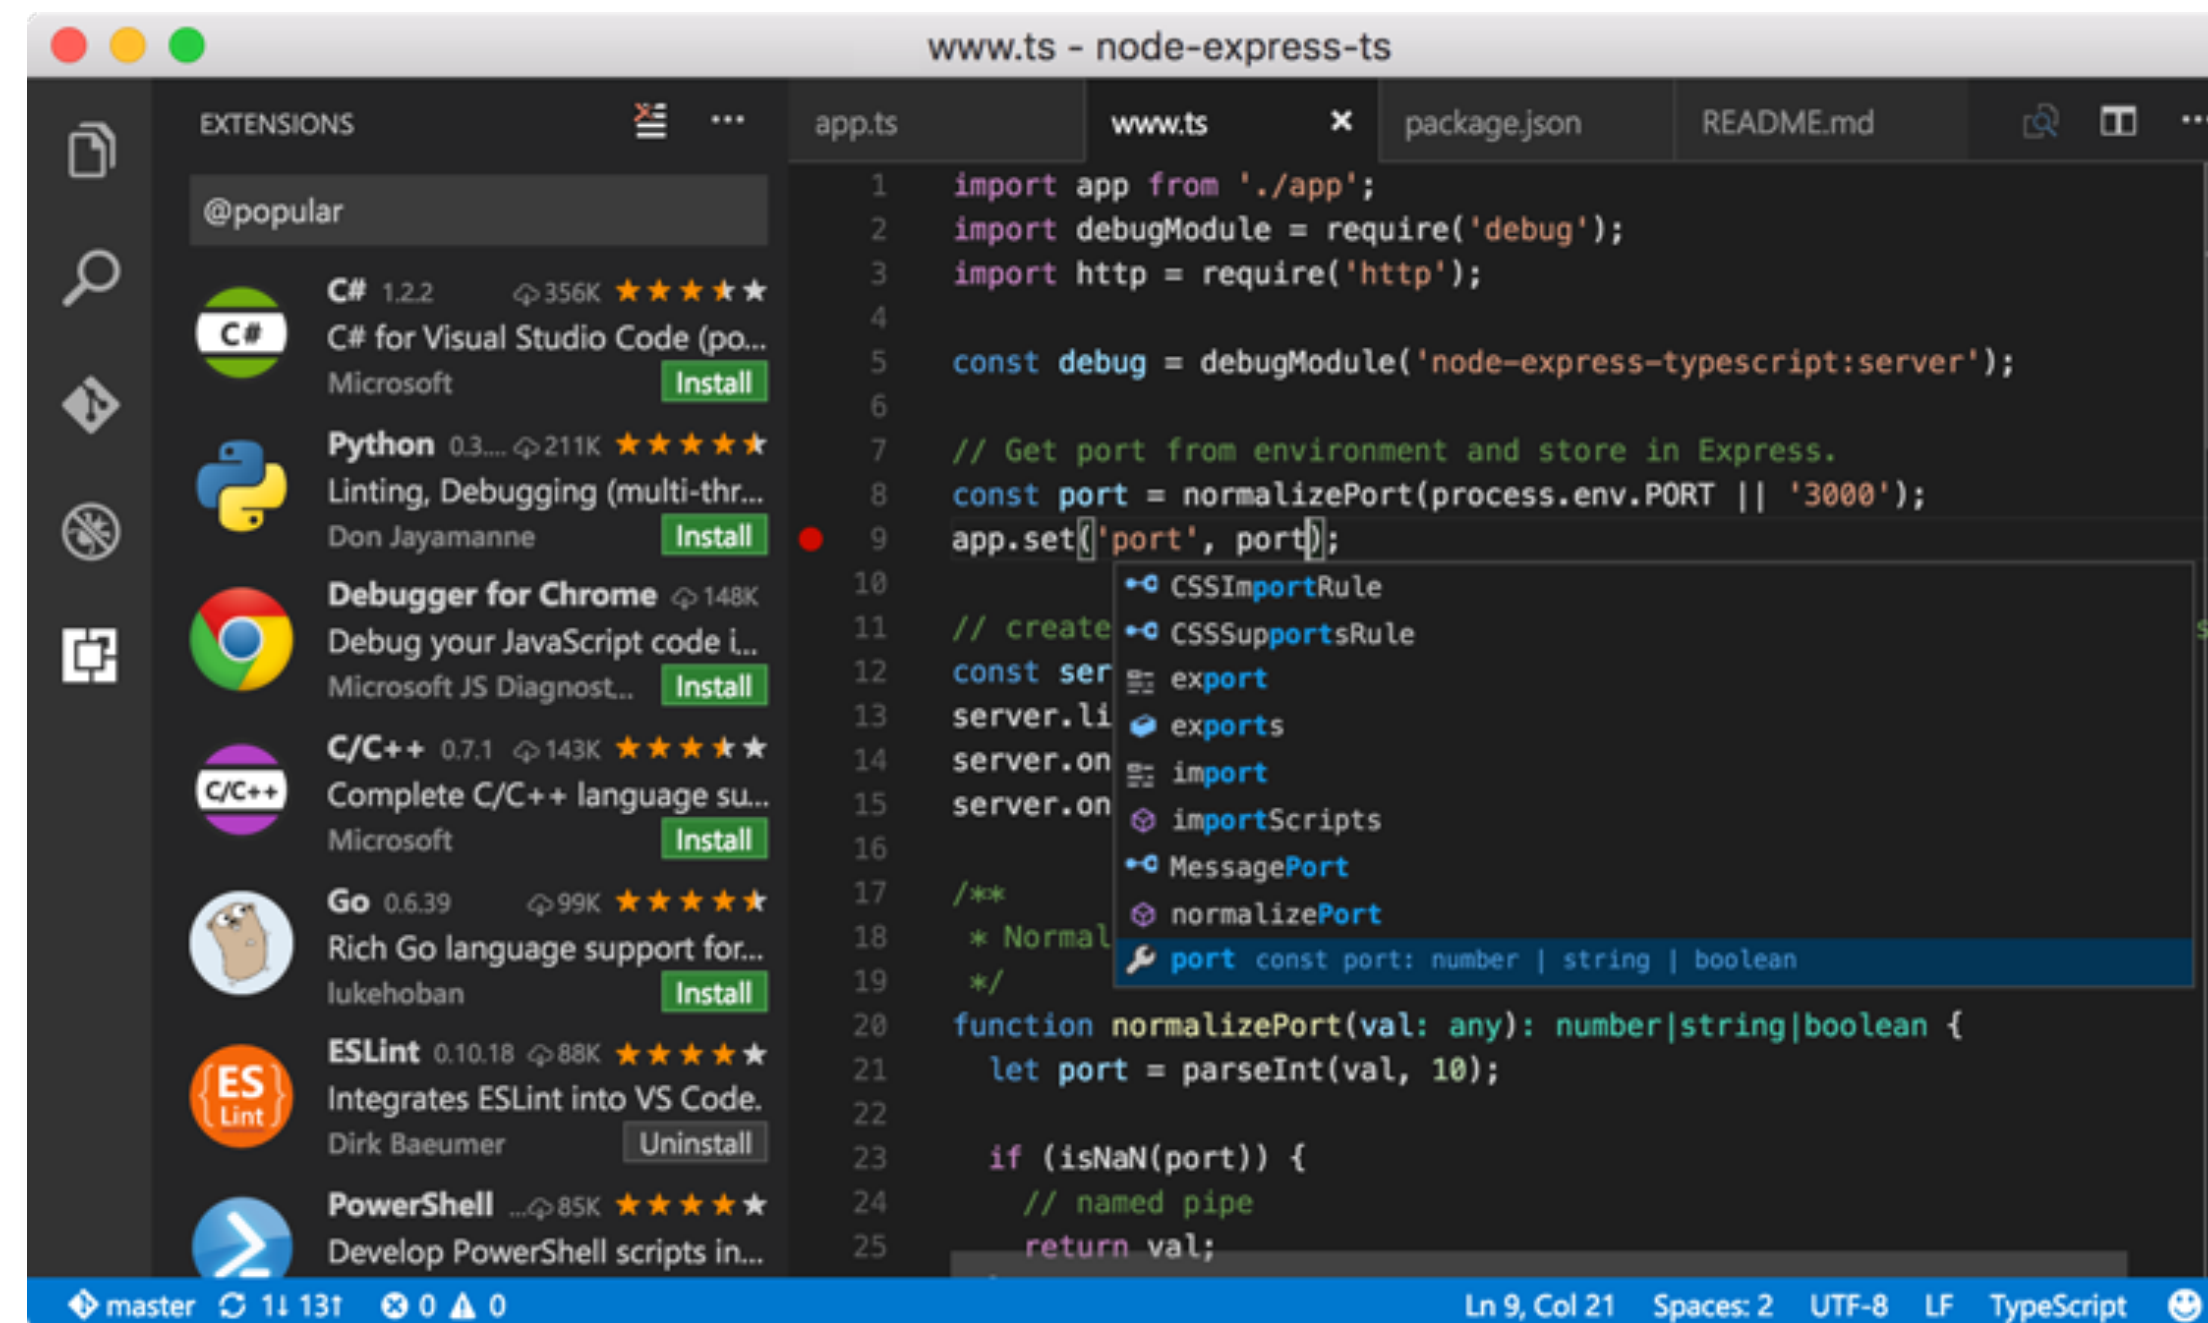 www.ts - node-express-ts
EXTENSIONS
@popular
C# 1.2.2 356K
C#
C# for Visual Studio Code (po...
Microsoft Install
Python 0.3.... 211K
Linting, Debugging (multi-thr...
Don Jayamanne Install
Debugger for Chrome 148K
Debug your JavaScript code i...
Microsoft JS Diagnost... Install
C/C++ 0.7.1 143K
C/C++
Complete C/C++ language su...
Microsoft Install
Go 0.6.39 99K
Rich Go language support for...
lukehoban Install
ESLint 0.10.18 88K
{ES
Lint}
Integrates ESLint into VS Code.
Dirk Baeumer Uninstall
PowerShell ... 85K
Develop PowerShell scripts in...
app.ts www.ts × package.json README.md
1 import app from './app';
2 import debugModule = require('debug');
3 import http = require('http');
4
5 const debug = debugModule('node-express-typescript:server');
6
7 // Get port from environment and store in Express.
8 const port = normalizePort(process.env.PORT || '3000');
9 app.set('port', port);
10
11 // create
12 const ser
13 server.li
14 server.on
15 server.on
16
17 /**
18 * Normal
19 */
20 function normalizePort(val: any): number|string|boolean {
21 let port = parseInt(val, 10);
22
23 if (isNaN(port)) {
24 // named pipe
25 return val;
CSSImportRule
CSSSupportsRule
export
exports
import
importScripts
MessagePort
normalizePort
port const port: number | string | boolean
master 1↓ 13↑ 0 0 Ln 9, Col 21 Spaces: 2 UTF-8 LF TypeScript